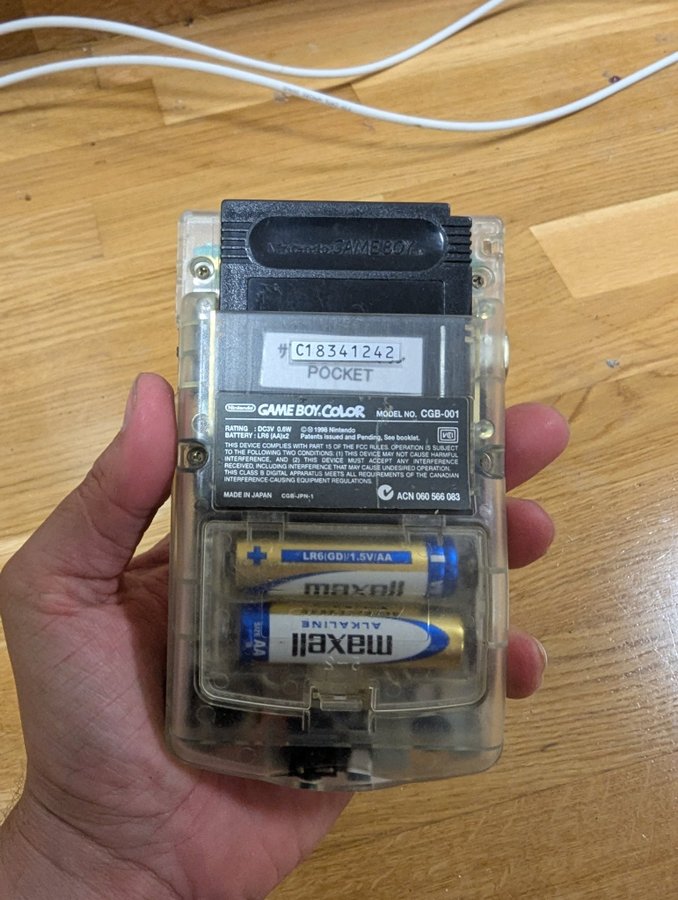 Nintendo GAME BOY
C18341242
POCKET
Nintendo GAME BOY COLOR MODEL NO. CGB-001
RATING : DC3V 0.6W
BATTERY : LR6 (AA)x2
©Ⓜ1998 Nintendo
Patents issued and Pending, See booklet.
VCI
THIS DEVICE COMPLIES WITH PART 15 OF THE FCC RULES. OPERATION IS SUBJECT
TO THE FOLLOWING TWO CONDITIONS: (1) THIS DEVICE MAY NOT CAUSE HARMFUL
INTERFERENCE, AND (2) THIS DEVICE MUST ACCEPT ANY INTERFERENCE
RECEIVED, INCLUDING INTERFERENCE THAT MAY CAUSE UNDESIRED OPERATION.
THIS CLASS B DIGITAL APPARATUS MEETS ALL REQUIREMENTS OF THE CANADIAN
INTERFERENCE-CAUSING EQUIPMENT REGULATIONS.
MADE IN JAPAN CGB-JPN-1
ACN 060 566 083
+ LR6(GD)/1.5V/AA
maxell
SIZE AA
ALKALINE
maxell